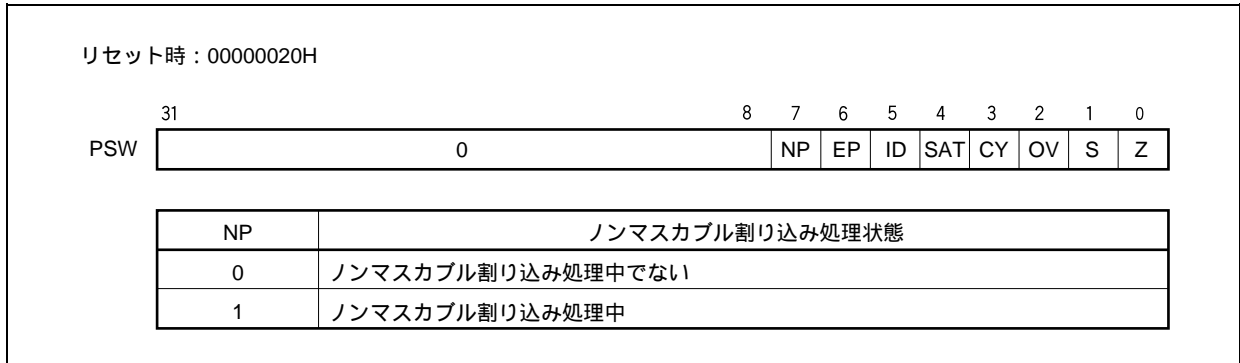 リセット時：00000020H
31 8 7 6 5 4 3 2 1 0
PSW 0 NP EP ID SAT CY OV S Z
NP ノンマスカブル割り込み処理状態
0 ノンマスカブル割り込み処理中でない
1 ノンマスカブル割り込み処理中